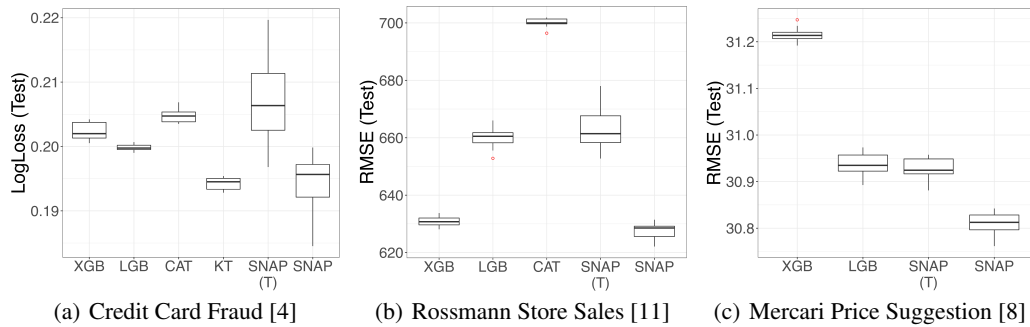 0.22
0.21
0.20
0.19
LogLoss (Test)
XGB LGB CAT KT SNAP SNAP
(T)
(a) Credit Card Fraud [4]
700
680
660
640
620
RMSE (Test)
XGB LGB CAT SNAP SNAP
(T)
(b) Rossmann Store Sales [11]
31.2
31.1
31.0
30.9
30.8
RMSE (Test)
XGB LGB SNAP SNAP
(T)
(c) Mercari Price Suggestion [8]